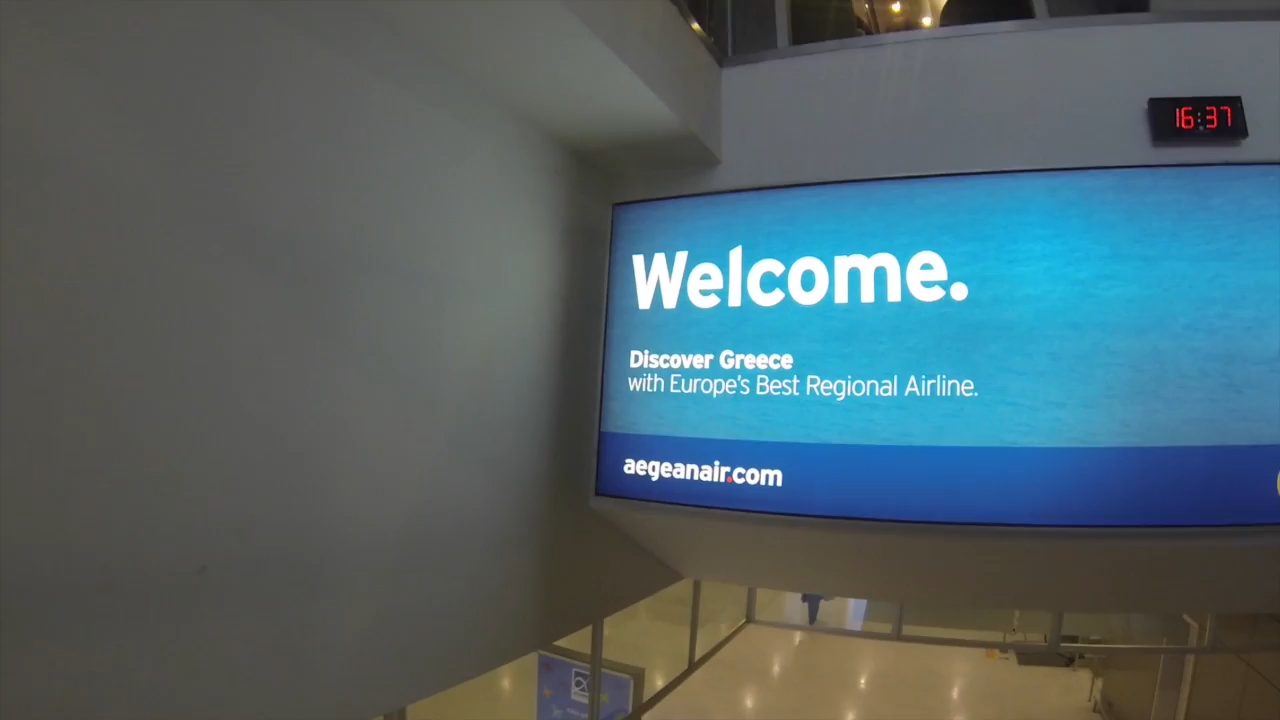 16:37
Welcome.
Discover Greece
with Europe's Best Regional Airline.
aegeanair.com